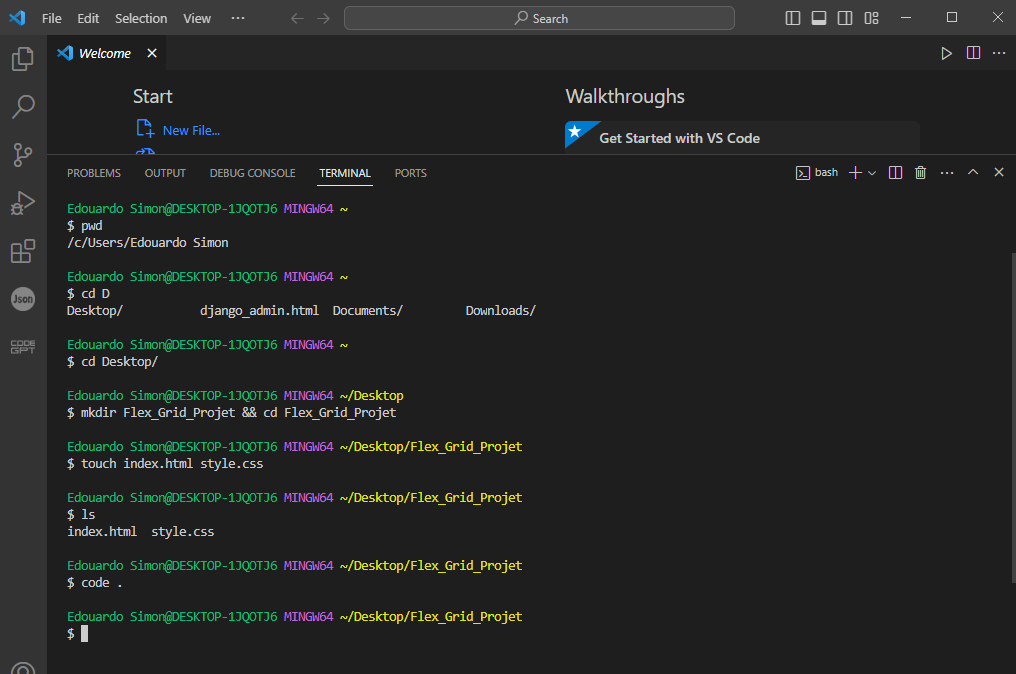 File Edit Selection View ··· Search
Welcome
Start
Walkthroughs
New File...
Get Started with VS Code
PROBLEMS OUTPUT DEBUG CONSOLE TERMINAL PORTS bash
Edouardo Simon@DESKTOP-1JQOTJ6 MINGW64 ~
$ pwd
/c/Users/Edouardo Simon
Edouardo Simon@DESKTOP-1JQOTJ6 MINGW64 ~
$ cd D
Desktop/ django_admin.html Documents/ Downloads/
Edouardo Simon@DESKTOP-1JQOTJ6 MINGW64 ~
$ cd Desktop/
Edouardo Simon@DESKTOP-1JQOTJ6 MINGW64 ~/Desktop
$ mkdir Flex_Grid_Projet && cd Flex_Grid_Projet
Edouardo Simon@DESKTOP-1JQOTJ6 MINGW64 ~/Desktop/Flex_Grid_Projet
$ touch index.html style.css
Edouardo Simon@DESKTOP-1JQOTJ6 MINGW64 ~/Desktop/Flex_Grid_Projet
$ ls
index.html style.css
Edouardo Simon@DESKTOP-1JQOTJ6 MINGW64 ~/Desktop/Flex_Grid_Projet
$ code .
Edouardo Simon@DESKTOP-1JQOTJ6 MINGW64 ~/Desktop/Flex_Grid_Projet
$
Json
CODE
GPT